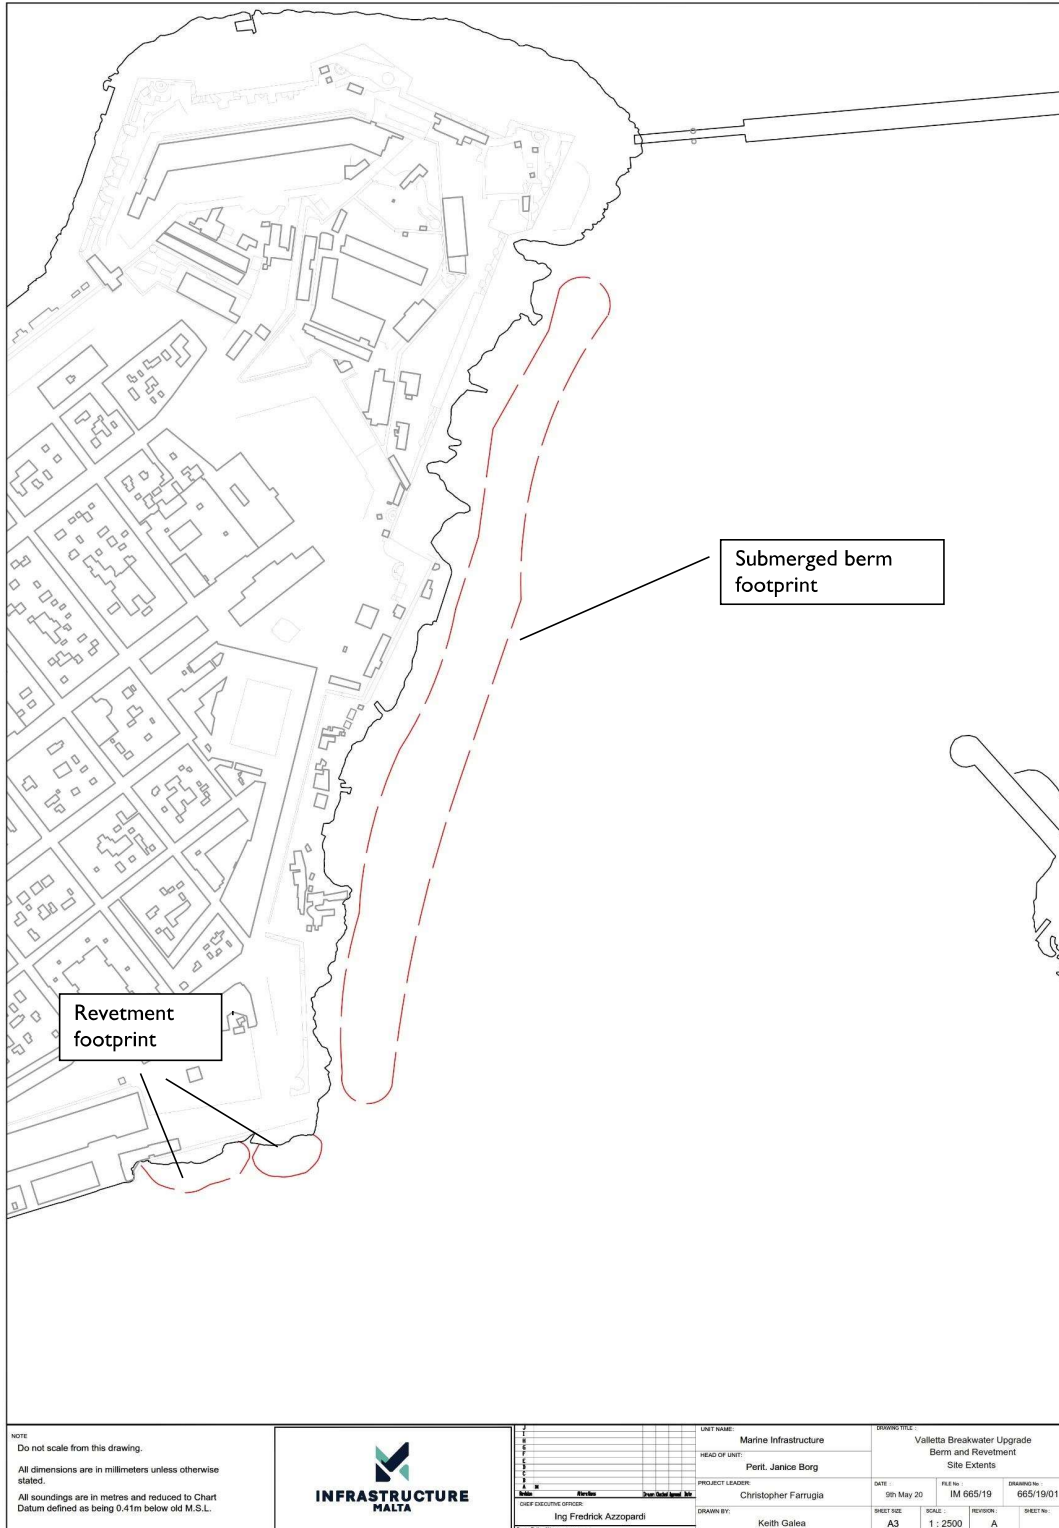 Submerged berm
footprint
Revetment
footprint
NOTE
Do not scale from this drawing.
All dimensions are in millimeters unless otherwise
stated.
All soundings are in metres and reduced to Chart
Datum defined as being 0.41m below old M.S.L.
INFRASTRUCTURE
MALTA
J
I
H
G
F
E
D
C
B
A
CHIEF EXECUTIVE OFFICER:
Ing Fredrick Azzopardi
UNIT NAME:
Marine Infrastructure
HEAD OF UNIT:
Perit. Janice Borg
PROJECT LEADER:
Christopher Farrugia
DRAWN BY:
Keith Galea
DRAWING TITLE :
Valletta Breakwater Upgrade
Berm and Revetment
Site Extents
DATE :
9th May 20
FILE No :
IM 665/19
DRAWING No :
665/19/01
SHEET SIZE
A3
SCALE :
1 : 2500
REVISION :
A
SHEET No: